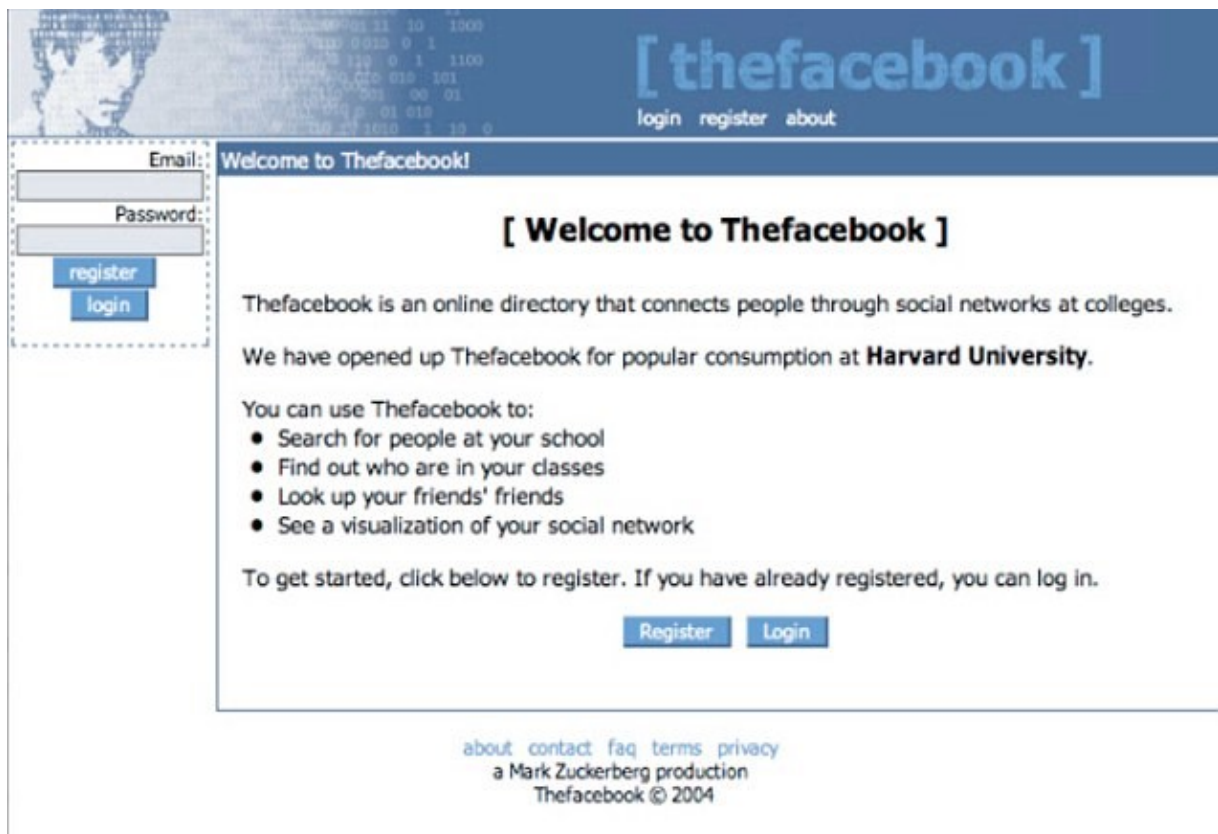 [thefacebook]
login register about
Email:
Password:
register
login
Welcome to Thefacebook!
[ Welcome to Thefacebook ]
Thefacebook is an online directory that connects people through social networks at colleges.
We have opened up Thefacebook for popular consumption at Harvard University.
You can use Thefacebook to:
● Search for people at your school
● Find out who are in your classes
● Look up your friends' friends
● See a visualization of your social network
To get started, click below to register. If you have already registered, you can log in.
Register Login
about contact faq terms privacy
a Mark Zuckerberg production
Thefacebook © 2004